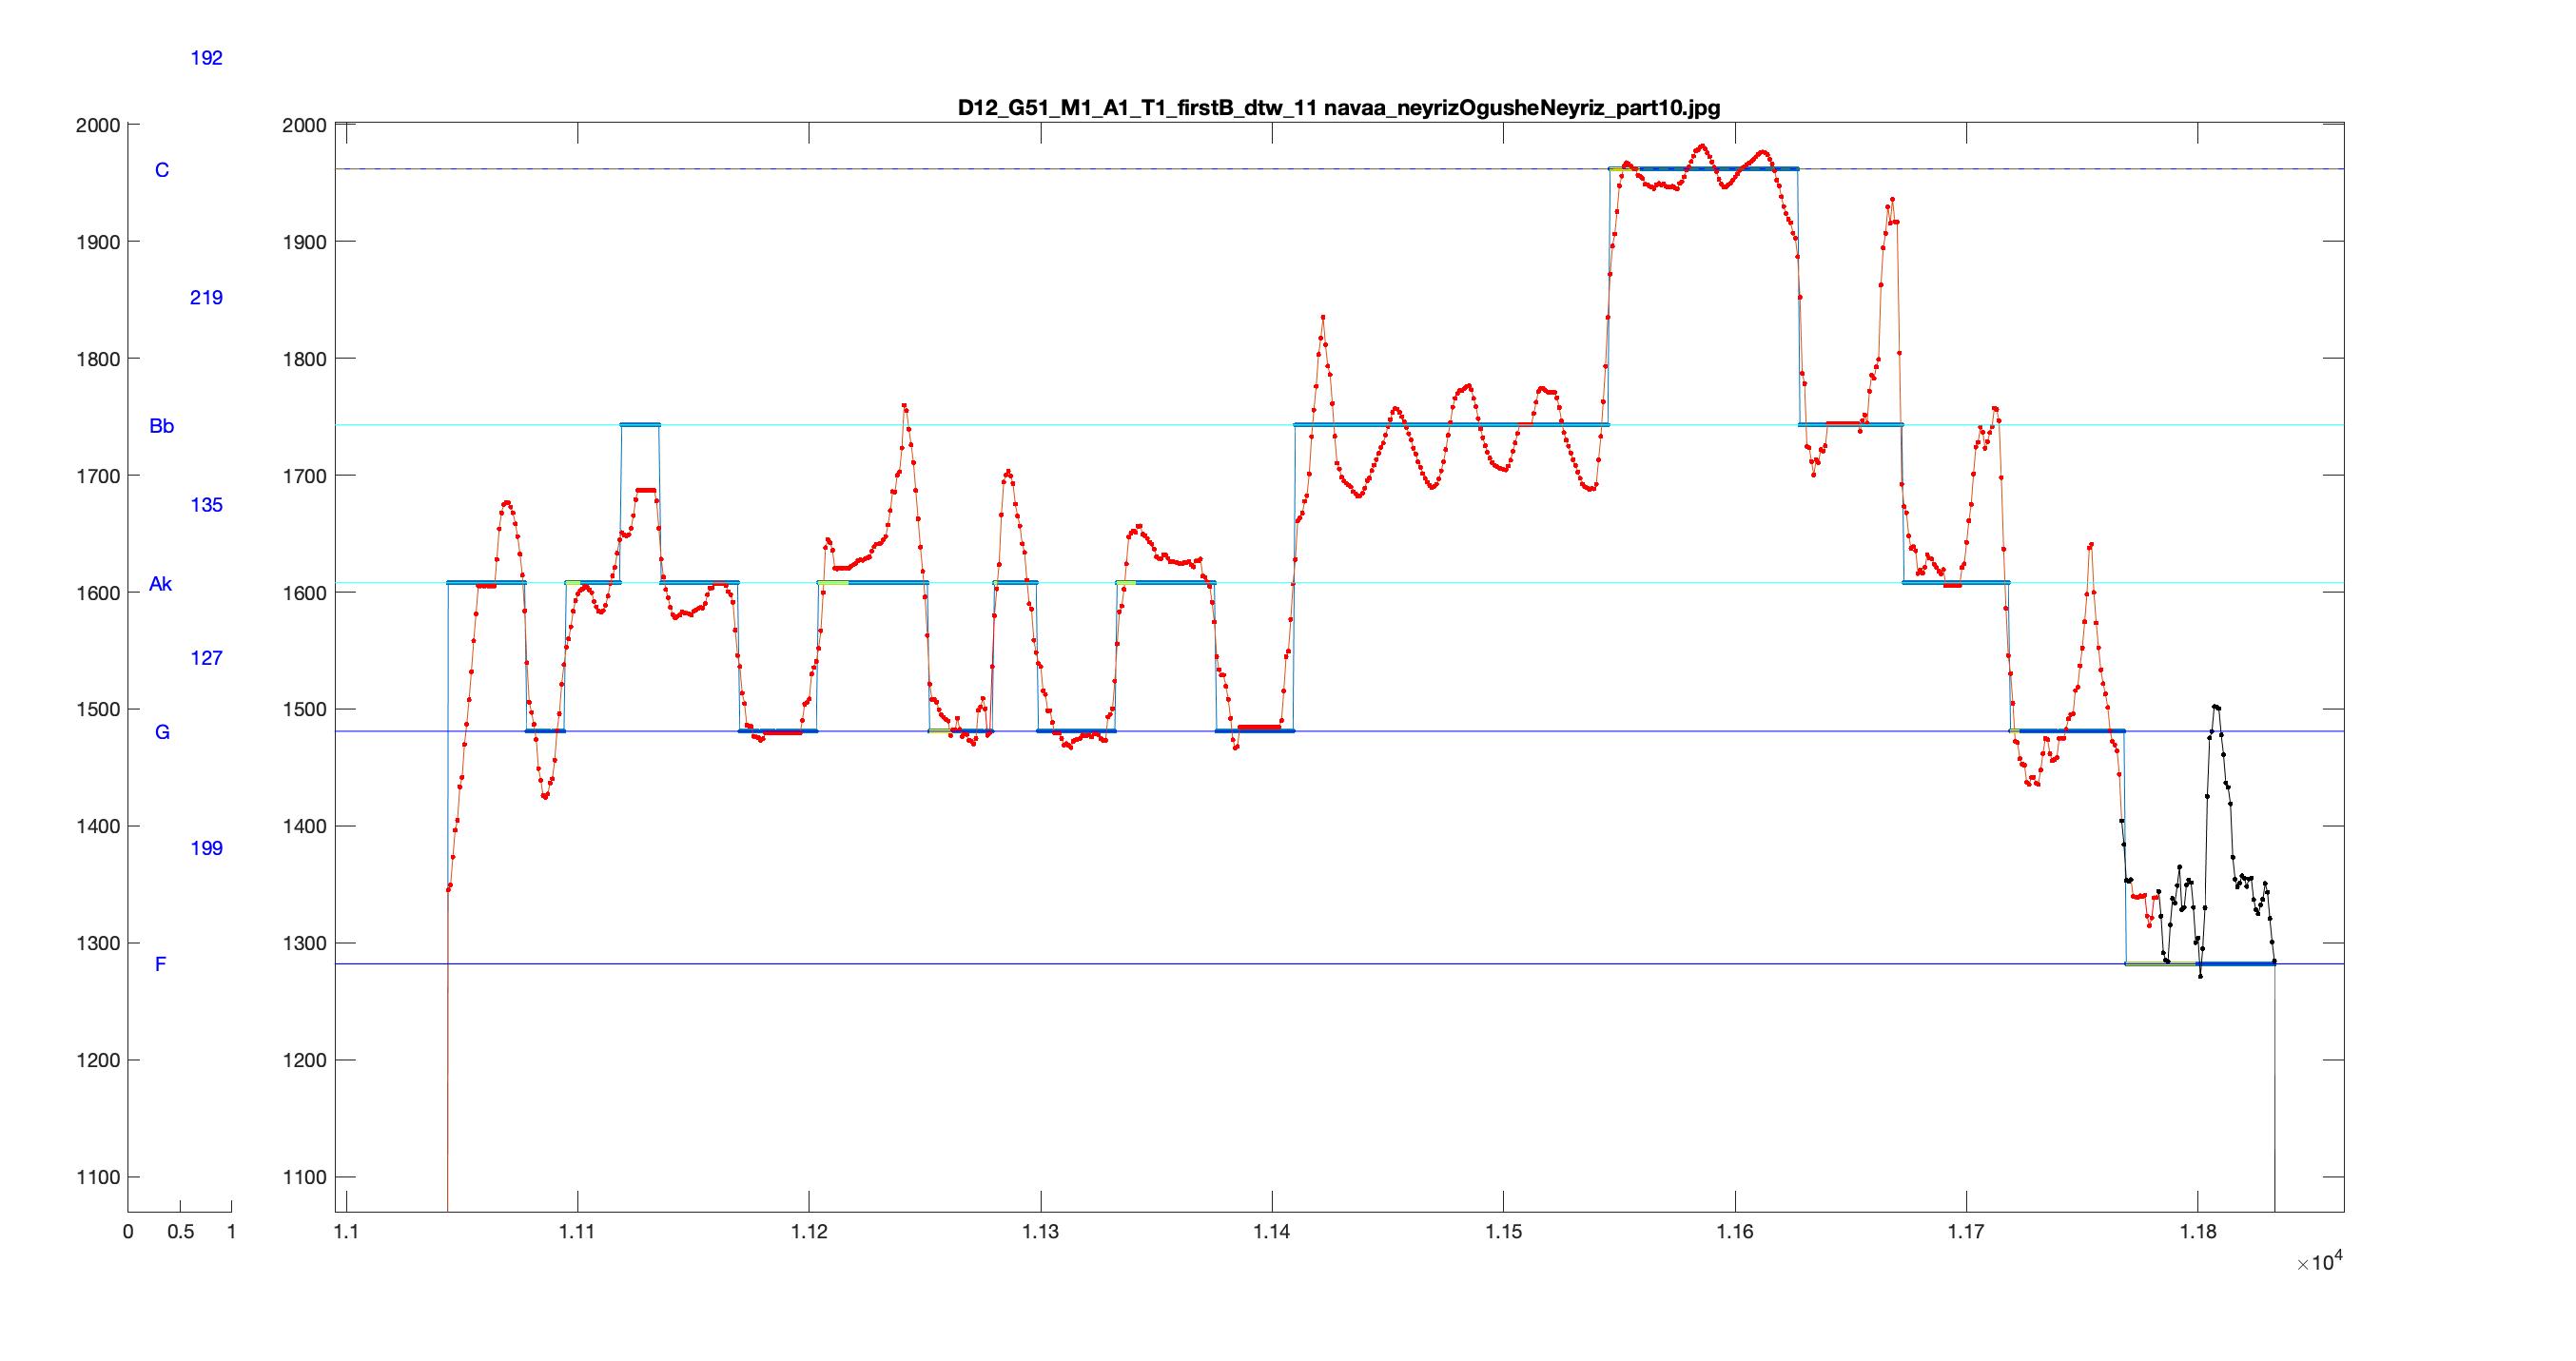 192
D12_G51_M1_A1_T1_firstB_dtw_11 navaa_neyrizOgusheNeyriz_part10.jpg
2000 2000
C
1900 1900
219
1800 1800
Bb
1700 1700
135
1600 Ak 1600
127
1500 1500
G
1400 1400
199
1300 1300
F
1200 1200
1100 1100
0 0.5 1 1.1 1.11 1.12 1.13 1.14 1.15 1.16 1.17 1.18
×10⁴